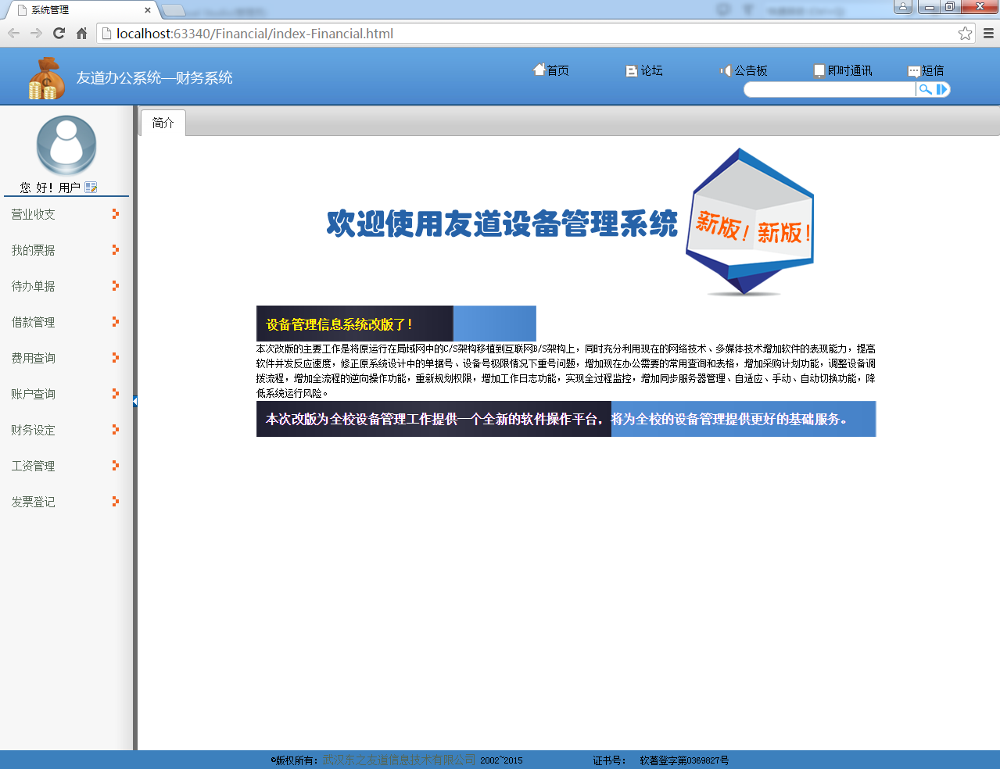 系统管理
localhost:63340/Financial/index-Financial.html
友道办公系统—财务系统
首页 论坛 公告板 即时通讯 短信
简介
您 好！用户
营业收支
我的票据
待办单据
借款管理
费用查询
账户查询
财务设定
工资管理
发票登记
欢迎使用友道设备管理系统
新版！新版！
设备管理信息系统改版了！
本次改版的主要工作是将原运行在局域网中的C/S架构移植到互联网B/S架构上，同时充分利用现在的网络技术、多媒体技术增加软件的表现能力，提高
软件并发反应速度，修正原系统设计中的单据号、设备号极限情况下重号问题，增加现在办公需要的常用查询和表格，增加采购计划功能，调整设备调
拨流程，增加全流程的逆向操作功能，重新规划权限，增加工作日志功能，实现全过程监控，增加同步服务器管理、自适应、手动、自动切换功能，降
低系统运行风险。
本次改版为全校设备管理工作提供一个全新的软件操作平台，将为全校的设备管理提供更好的基础服务。
©版权所有：武汉东之友道信息技术有限公司 2002~2015 证书号： 软著登字第0369827号